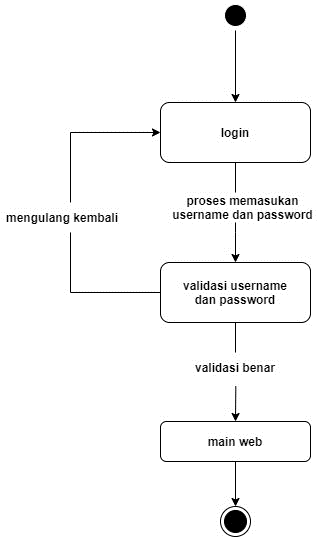 login
proses memasukan
username dan password
mengulang kembali
validasi username
dan password
validasi benar
main web